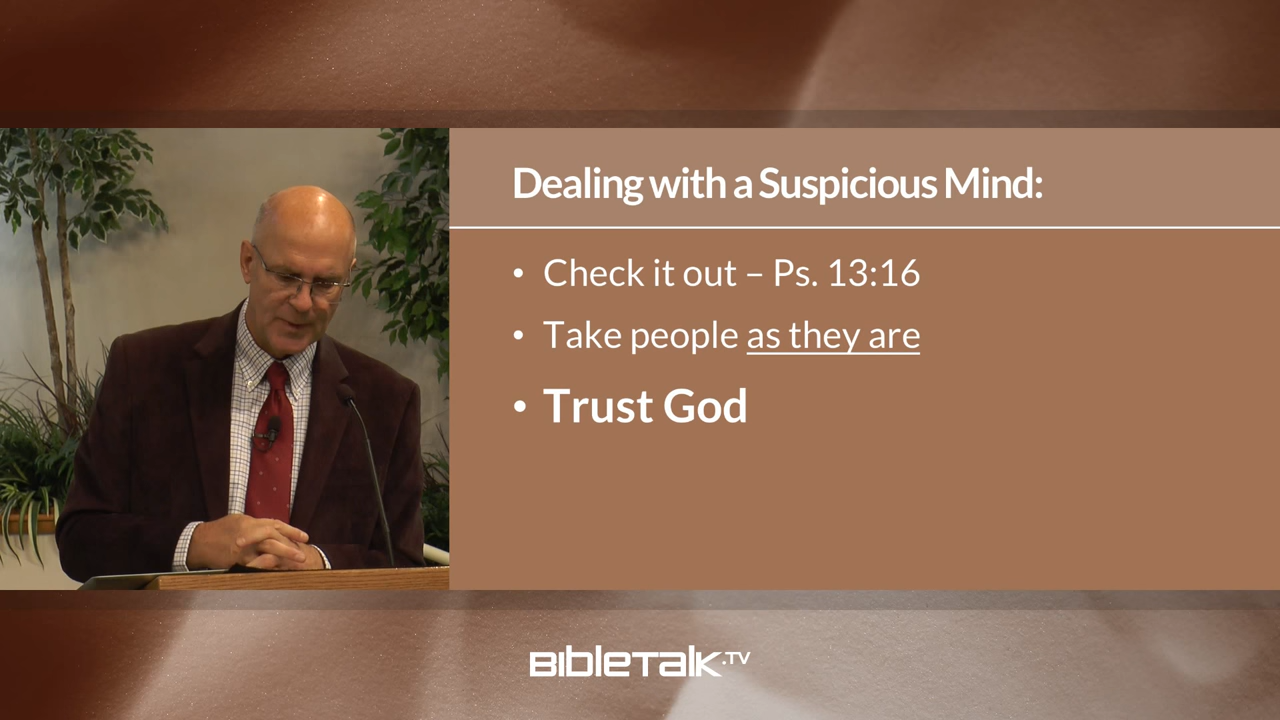 Dealing with a Suspicious Mind:
• Check it out – Ps. 13:16
• Take people as they are
• Trust God
BIBLETALK.TV